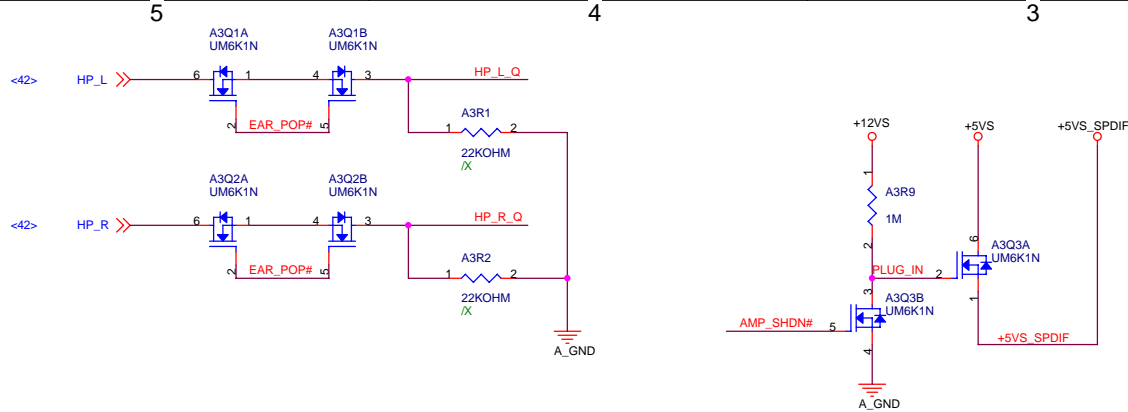 5 4 3
A3Q1A A3Q1B
UM6K1N UM6K1N
<42> HP_L 6 1 4 3 HP_L_Q
2 EAR_POP# 5
A3R1
1 2
22KOHM
/X
A3Q2A A3Q2B
UM6K1N UM6K1N
<42> HP_R 6 1 4 3 HP_R_Q
2 EAR_POP# 5
A3R2
1 2
22KOHM
/X
A_GND
+12VS +5VS +5VS_SPDIF
1
A3R9
1M
2
6
A3Q3A
UM6K1N
PLUG_IN 2
1
3
A3Q3B
UM6K1N
AMP_SHDN# 5
4
+5VS_SPDIF
A_GND